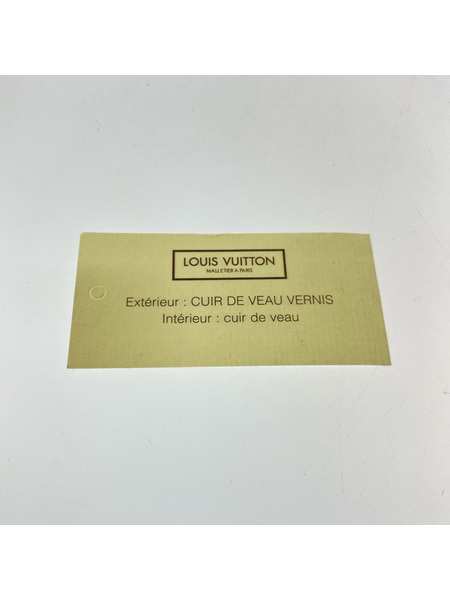 LOUIS VUITTON
MALLETIER A PARIS
Extérieur : CUIR DE VEAU VERNIS
Intérieur : cuir de veau